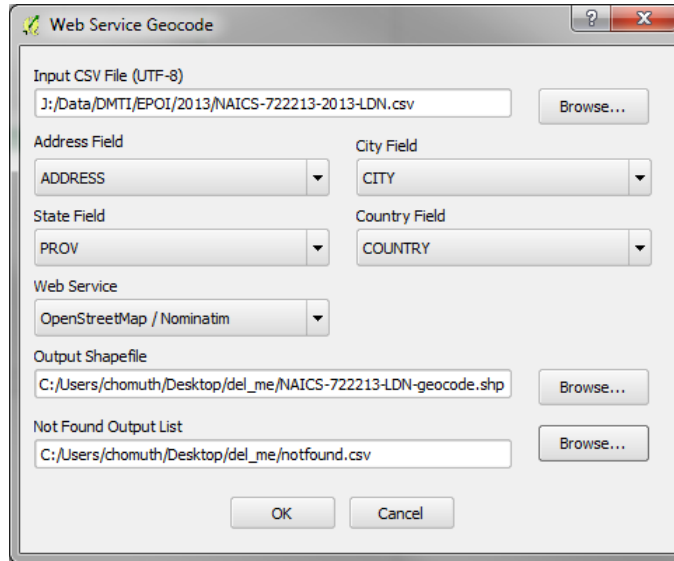 Web Service Geocode
Input CSV File (UTF-8)
J:/Data/DMTI/EPOI/2013/NAICS-722213-2013-LDN.csv
Browse...
Address Field
City Field
ADDRESS
CITY
State Field
Country Field
PROV
COUNTRY
Web Service
OpenStreetMap / Nominatim
Output Shapefile
C:/Users/chomuth/Desktop/del_me/NAICS-722213-LDN-geocode.shp
Browse...
Not Found Output List
C:/Users/chomuth/Desktop/del_me/notfound.csv
Browse...
OK
Cancel